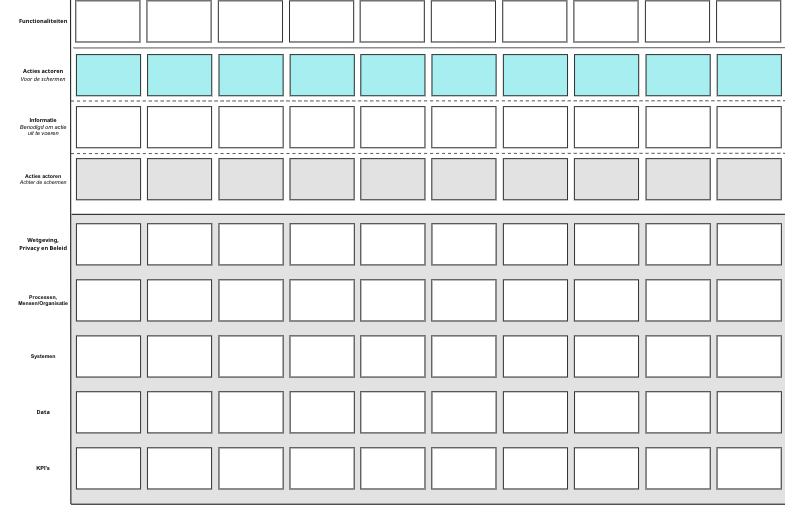 Functionaliteiten
Acties actoren
Voor de schermen
Informatie
Benodigd om actie
uit te voeren
Acties actoren
Achter de schermen
Wetgeving,
Privacy en Beleid
Processen,
Mensen/Organisatie
Systemen
Data
KPI's